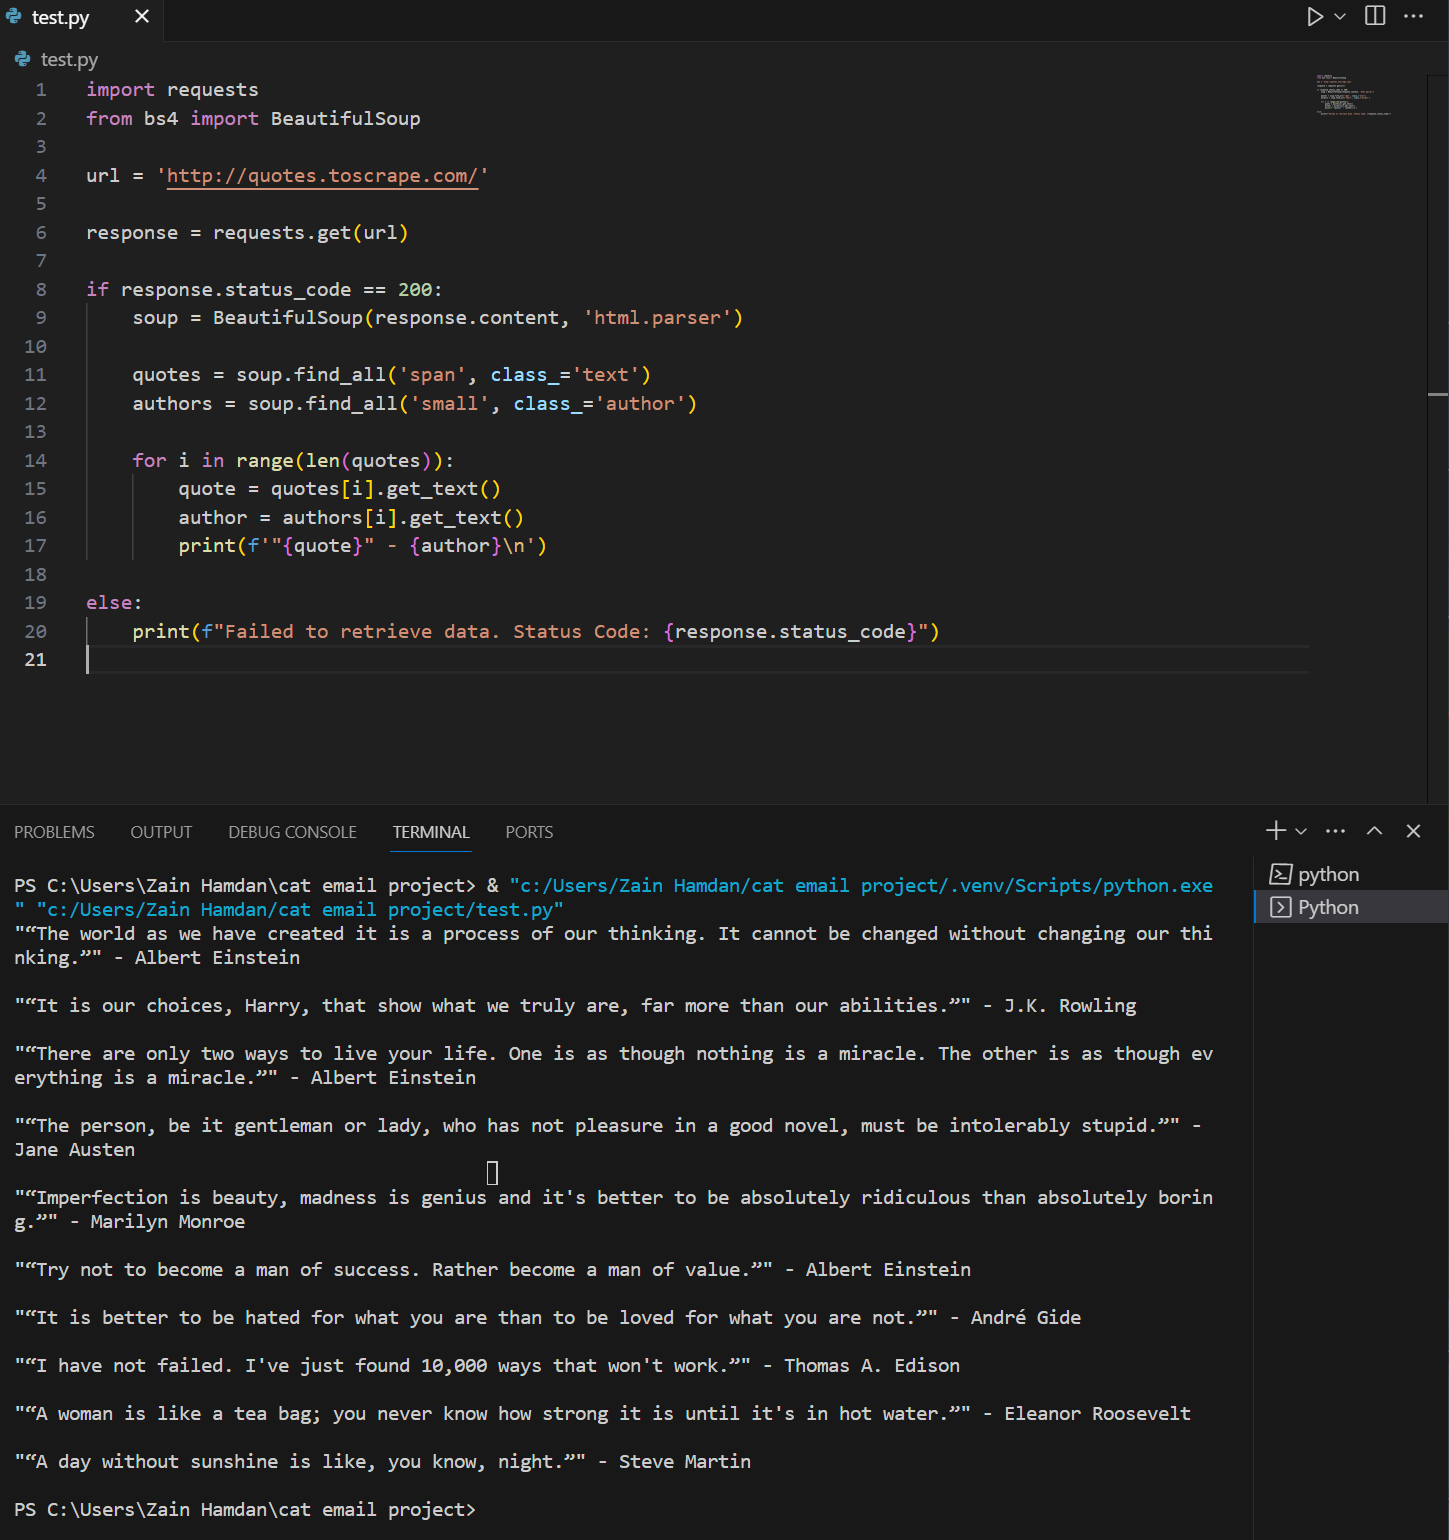 test.py
test.py
1 import requests
2 from bs4 import BeautifulSoup
3
4 url = 'http://quotes.toscrape.com/'
5
6 response = requests.get(url)
7
8 if response.status_code == 200:
9     soup = BeautifulSoup(response.content, 'html.parser')
10
11     quotes = soup.find_all('span', class_='text')
12     authors = soup.find_all('small', class_='author')
13
14     for i in range(len(quotes)):
15         quote = quotes[i].get_text()
16         author = authors[i].get_text()
17         print(f'"{quote}" - {author}\n')
18
19 else:
20     print(f"Failed to retrieve data. Status Code: {response.status_code}")
21
PROBLEMS OUTPUT DEBUG CONSOLE TERMINAL PORTS
PS C:\Users\Zain Hamdan\cat email project> & "c:/Users/Zain Hamdan/cat email project/.venv/Scripts/python.exe
" "c:/Users/Zain Hamdan/cat email project/test.py"
"“The world as we have created it is a process of our thinking. It cannot be changed without changing our thi
nking.”" - Albert Einstein
"“It is our choices, Harry, that show what we truly are, far more than our abilities.”" - J.K. Rowling
"“There are only two ways to live your life. One is as though nothing is a miracle. The other is as though ev
erything is a miracle.”" - Albert Einstein
"“The person, be it gentleman or lady, who has not pleasure in a good novel, must be intolerably stupid.”" -
Jane Austen
"“Imperfection is beauty, madness is genius and it's better to be absolutely ridiculous than absolutely borin
g.”" - Marilyn Monroe
"“Try not to become a man of success. Rather become a man of value.”" - Albert Einstein
"“It is better to be hated for what you are than to be loved for what you are not.”" - André Gide
"“I have not failed. I've just found 10,000 ways that won't work.”" - Thomas A. Edison
"“A woman is like a tea bag; you never know how strong it is until it's in hot water.”" - Eleanor Roosevelt
"“A day without sunshine is like, you know, night.”" - Steve Martin
PS C:\Users\Zain Hamdan\cat email project>
python
Python